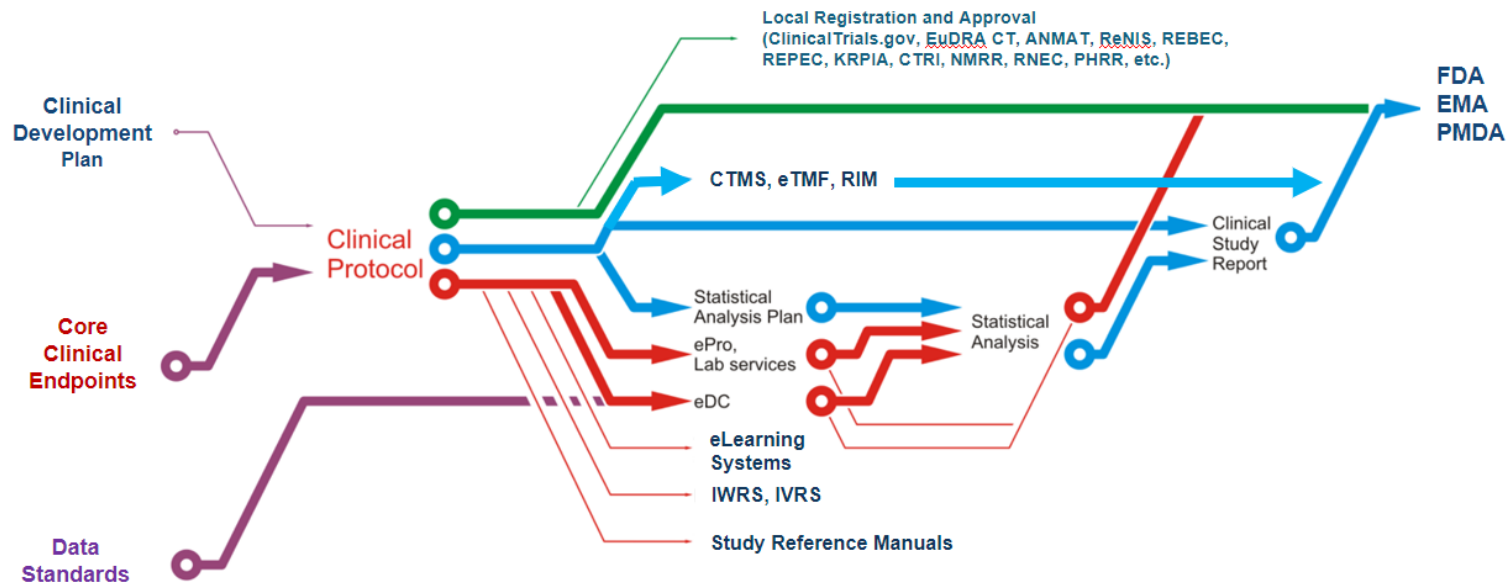 Local Registration and Approval
(ClinicalTrials.gov, EuDRA CT, ANMAT, ReNIS, REBEC,
REPEC, KRPIA, CTRI, NMRR, RNEC, PHRR, etc.)
FDA
EMA
PMDA
Clinical
Development
Plan
CTMS, eTMF, RIM
Clinical
Protocol
Clinical
Study
Report
Core
Clinical
Endpoints
Statistical
Analysis Plan
Statistical
Analysis
ePro,
Lab services
eDC
eLearning
Systems
IWRS, IVRS
Study Reference Manuals
Data
Standards